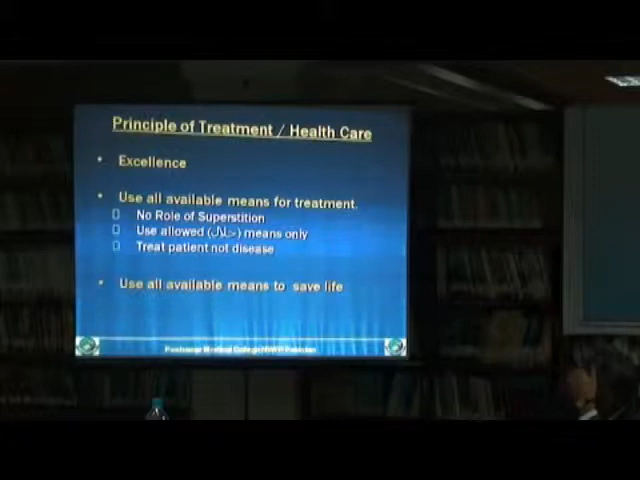 Principle of Treatment / Health Care
• Excellence
• Use all available means for treatment.
No Role of Superstition
Use allowed (حلال) means only
Treat patient not disease
• Use all available means to save life
Peshawar Medical College NWFP Pakistan